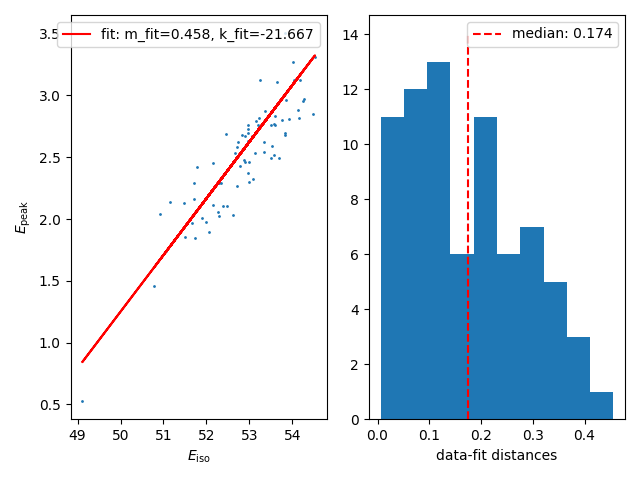 fit: m_fit=0.458, k_fit=-21.667
3.5
3.0
2.5
2.0
1.5
1.0
0.5
E_peak
49 50 51 52 53 54
E_iso
median: 0.174
14
12
10
8
6
4
2
0
0.0 0.1 0.2 0.3 0.4
data-fit distances